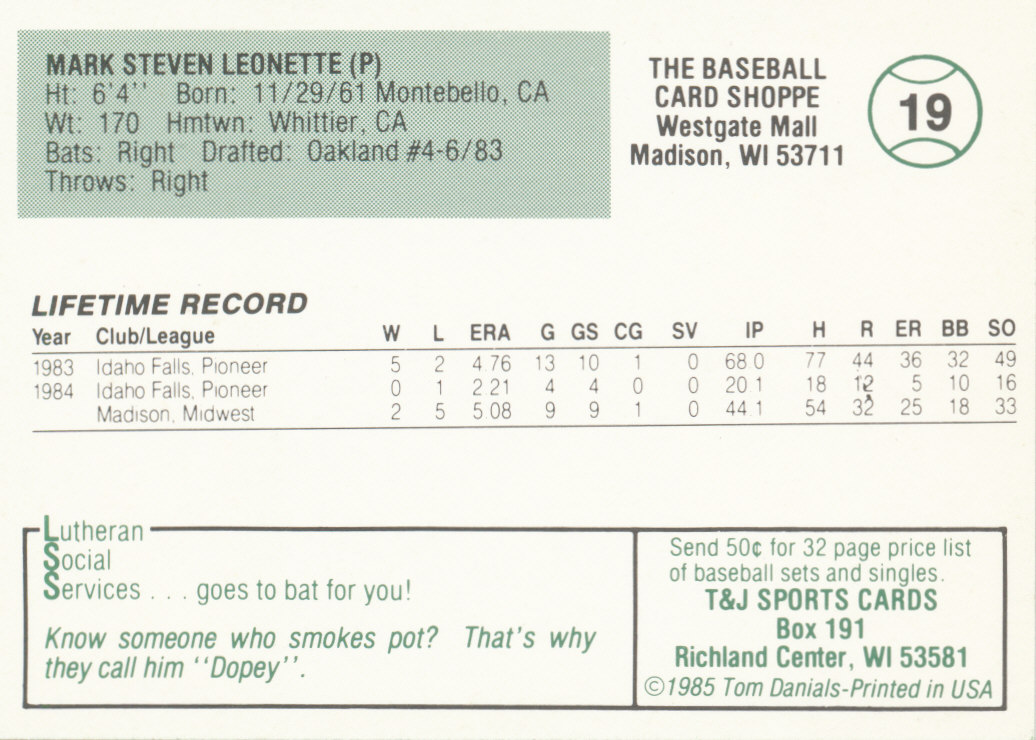 MARK STEVEN LEONETTE (P)
Ht: 6'4'' Born: 11/29/61 Montebello, CA
Wt: 170 Hmtwn: Whittier, CA
Bats: Right Drafted: Oakland #4-6/83
Throws: Right
THE BASEBALL
CARD SHOPPE
Westgate Mall
Madison, WI 53711
19
LIFETIME RECORD
Year Club/League W L ERA G GS CG SV IP H R ER BB SO
1983 Idaho Falls, Pioneer 5 2 4.76 13 10 1 0 68.0 77 44 36 32 49
1984 Idaho Falls, Pioneer 0 1 2.21 4 4 0 0 20.1 18 12 5 10 16
Madison, Midwest 2 5 5.08 9 9 1 0 44.1 54 32 25 18 33
Lutheran
Social
Services . . . goes to bat for you!
Know someone who smokes pot? That's why
they call him ''Dopey''.
Send 50¢ for 32 page price list
of baseball sets and singles.
T&J SPORTS CARDS
Box 191
Richland Center, WI 53581
©1985 Tom Danials-Printed in USA